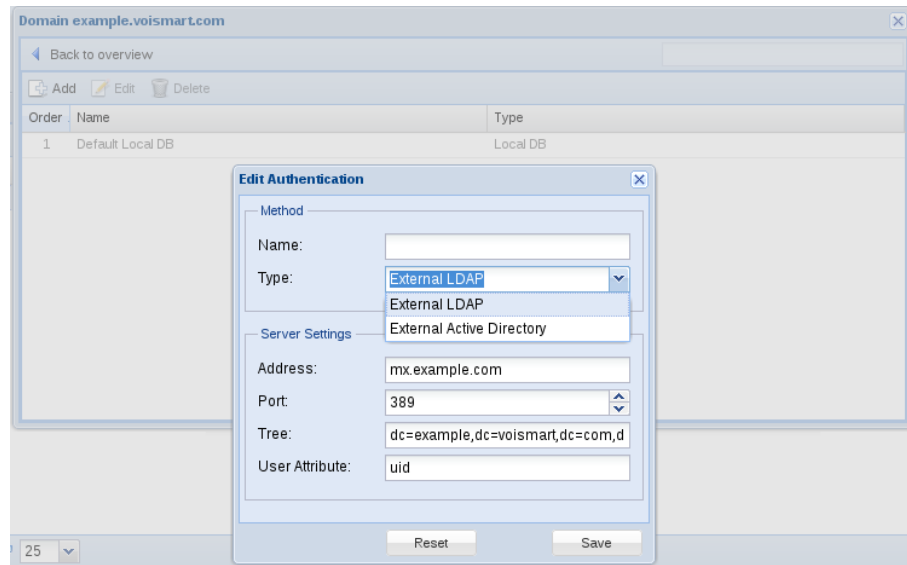 Domain example.voismart.com
Back to overview
Add Edit Delete
Order Name Type
1 Default Local DB Local DB
Edit Authentication
Method
Name:
Type: External LDAP
External LDAP
External Active Directory
Server Settings
Address: mx.example.com
Port: 389
Tree: dc=example,dc=voismart,dc=com,d
User Attribute: uid
Reset Save
25